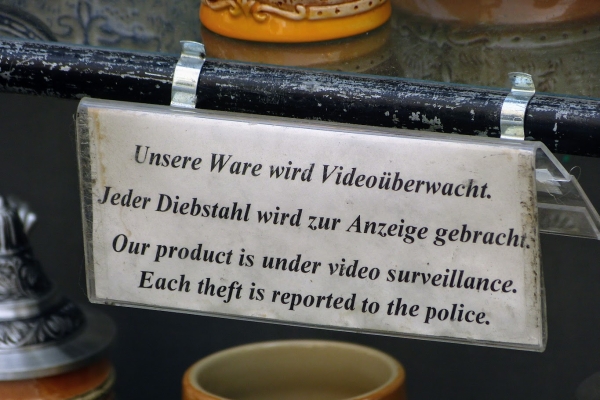 Unsere Ware wird Videoüberwacht.
Jeder Diebstahl wird zur Anzeige gebracht.
Our product is under video surveillance.
Each theft is reported to the police.